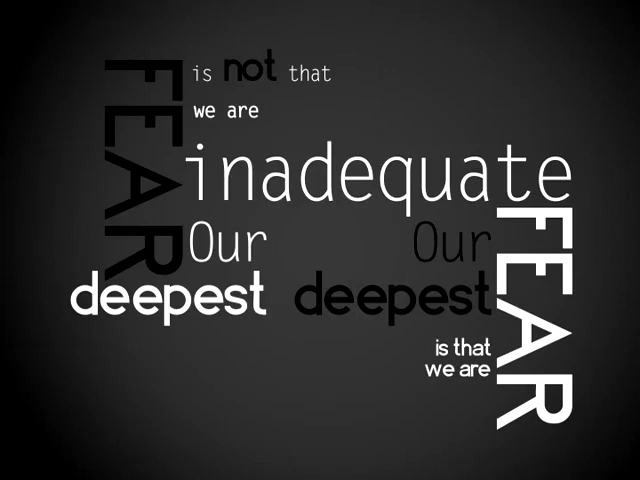 Our
deepest
FEAR
is not that
we are
inadequate
Our
deepest
FEAR
is that
we are